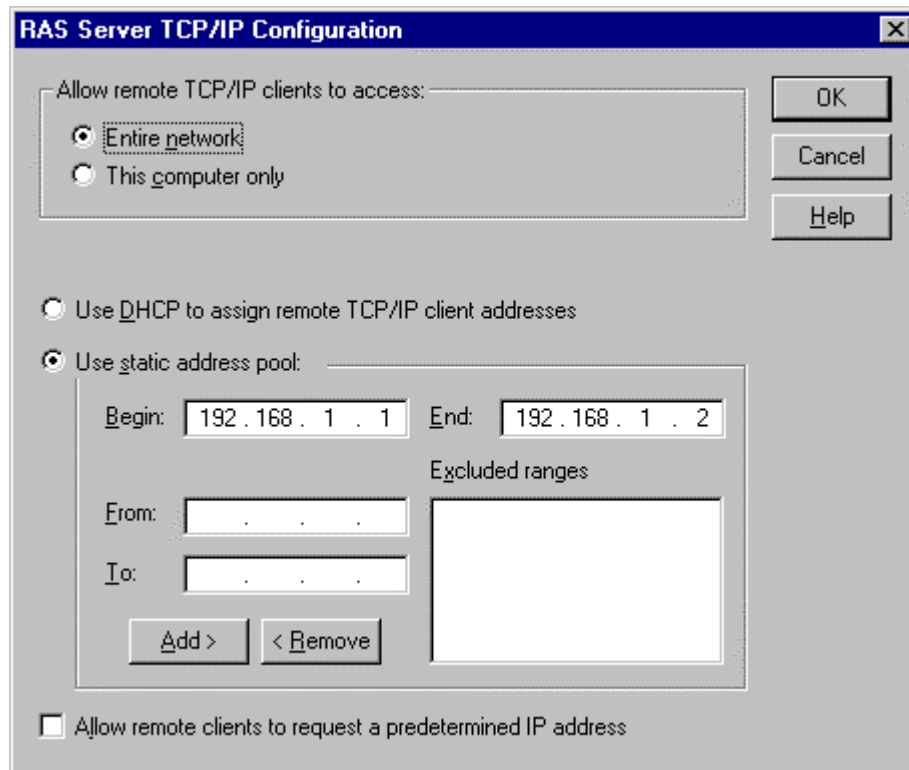 RAS Server TCP/IP Configuration
Allow remote TCP/IP clients to access:
Entire network
This computer only
OK
Cancel
Help
Use DHCP to assign remote TCP/IP client addresses
Use static address pool:
Begin: 192 . 168 . 1 . 1 End: 192 . 168 . 1 . 2
Excluded ranges
From: . . .
To: . . .
Add > < Remove
Allow remote clients to request a predetermined IP address